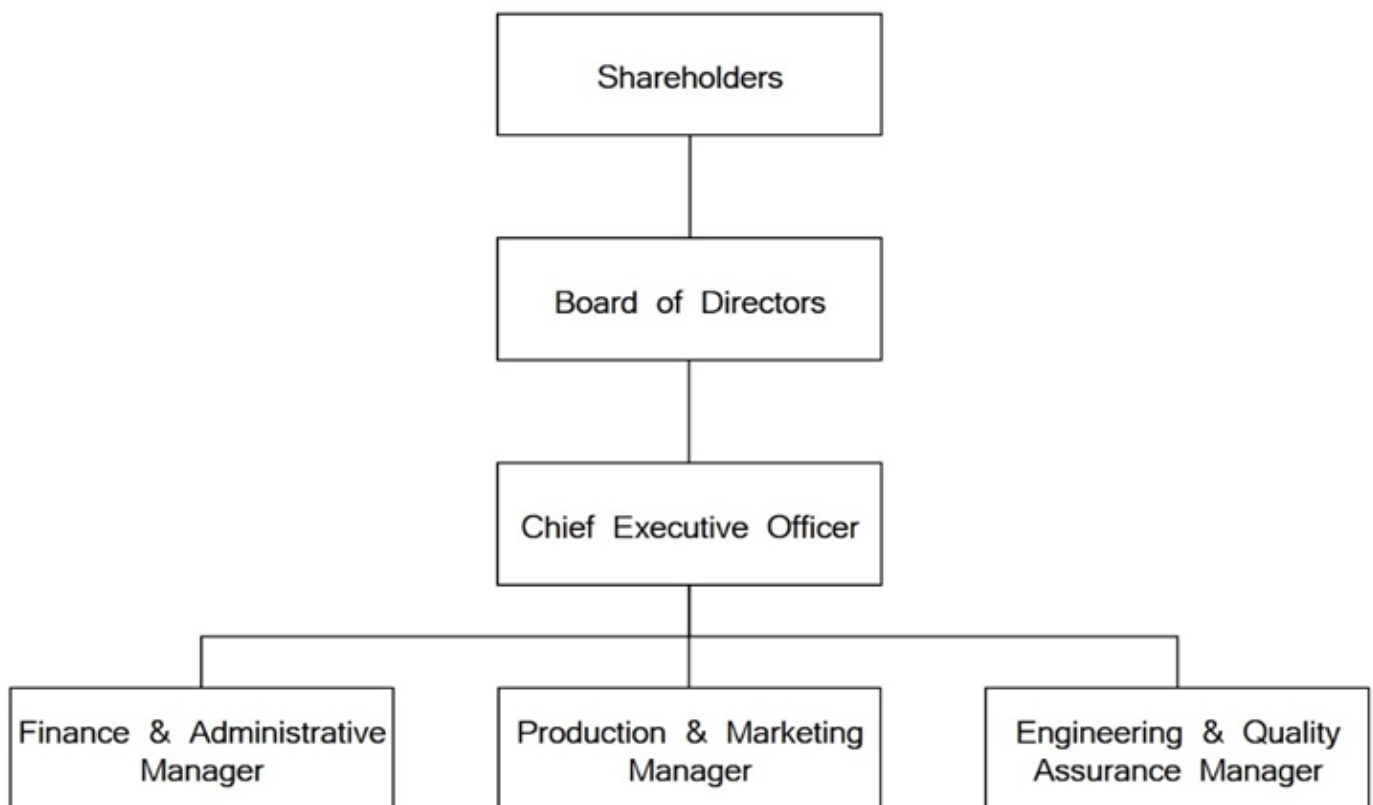 Shareholders
Board of Directors
Chief Executive Officer
Finance & Administrative
Manager
Production & Marketing
Manager
Engineering & Quality
Assurance Manager